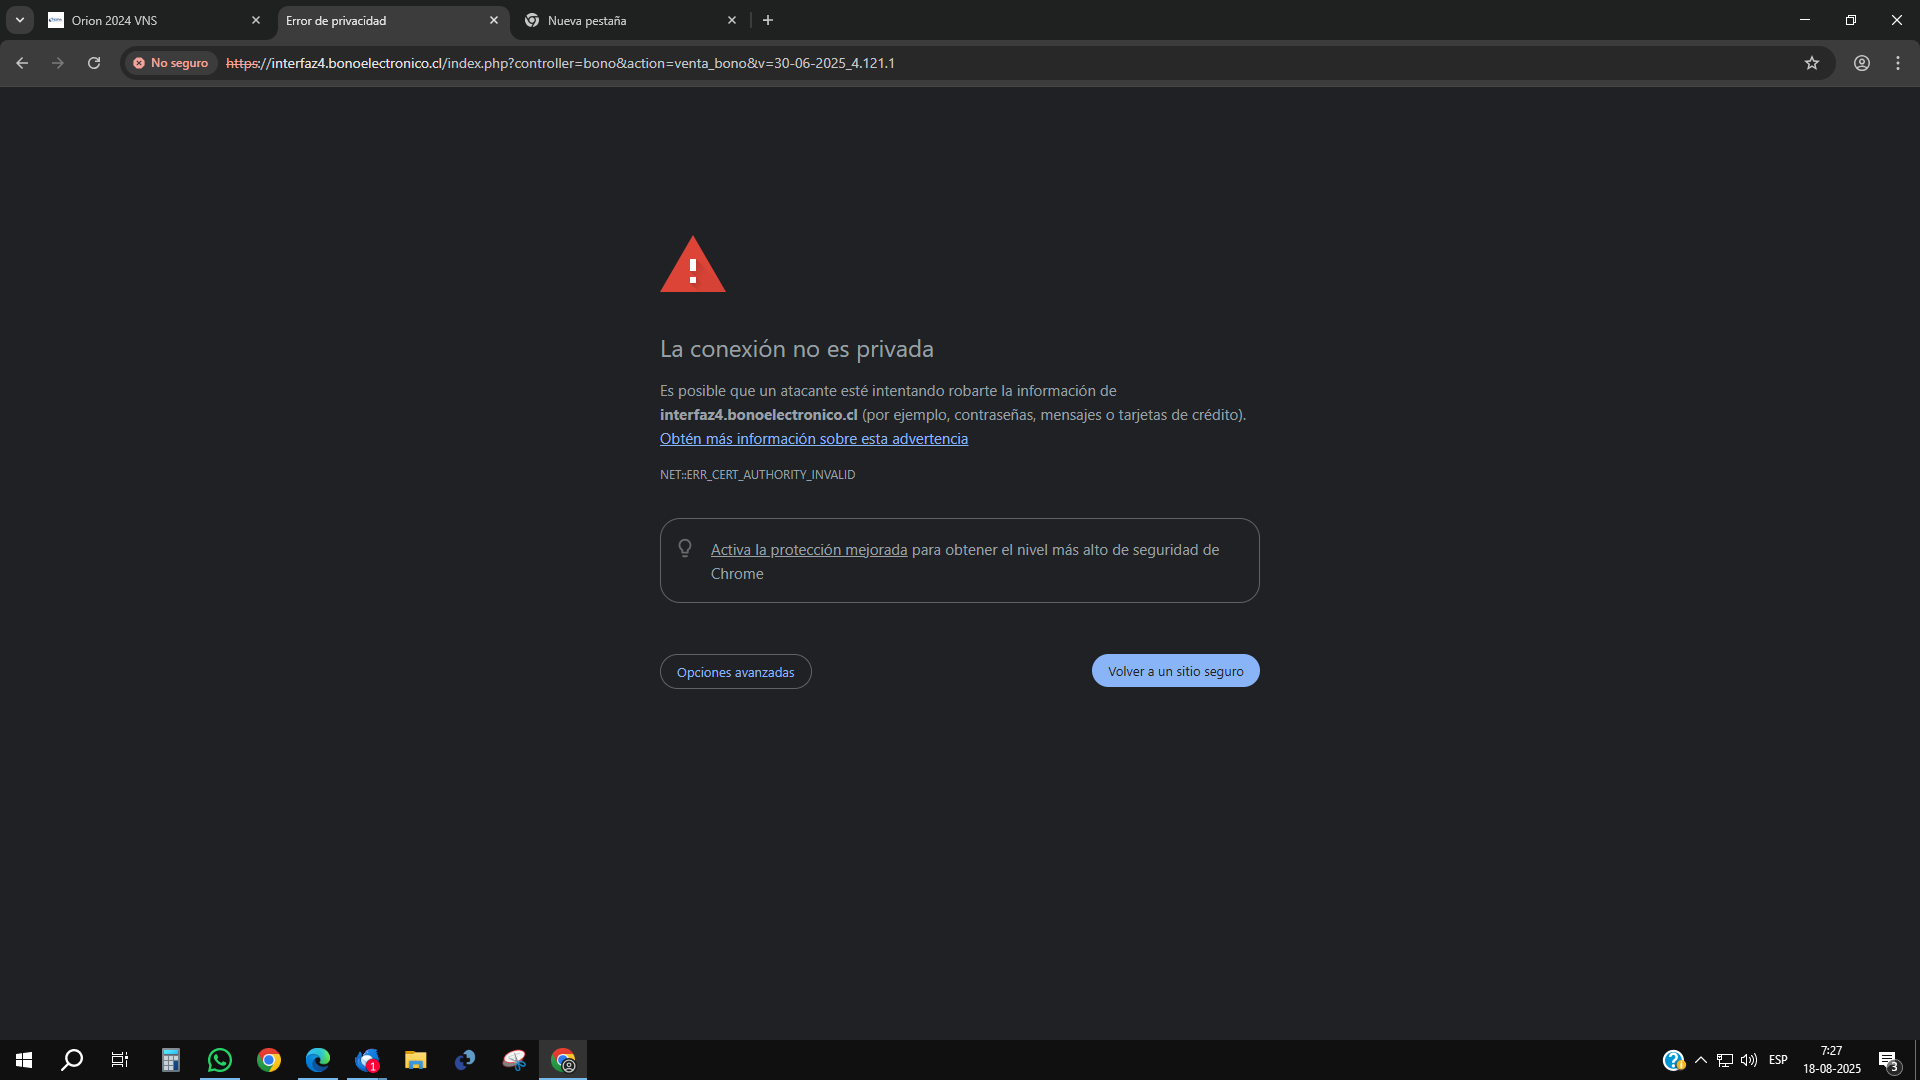 Orion 2024 VNS
Error de privacidad
Nueva pestaña
No seguro
https://interfaz4.bonoelectronico.cl/index.php?controller=bono&action=venta_bono&v=30-06-2025_4.121.1
La conexión no es privada
Es posible que un atacante esté intentando robarte la información de
interfaz4.bonoelectronico.cl (por ejemplo, contraseñas, mensajes o tarjetas de crédito).
Obtén más información sobre esta advertencia
NET::ERR_CERT_AUTHORITY_INVALID
Activa la protección mejorada para obtener el nivel más alto de seguridad de
Chrome
Opciones avanzadas
Volver a un sitio seguro
1
ESP
7:27
18-08-2025
3